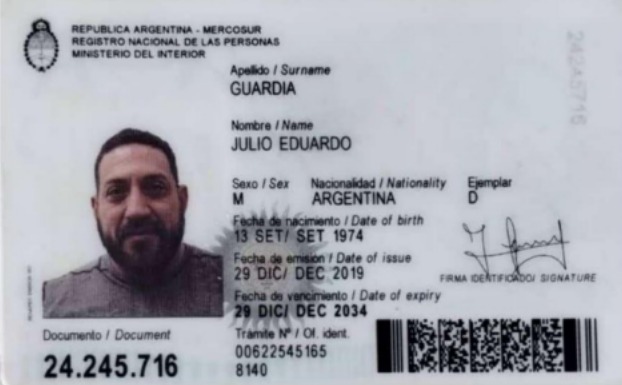 REPUBLICA ARGENTINA - MERCOSUR
REGISTRO NACIONAL DE LAS PERSONAS
MINISTERIO DEL INTERIOR
Apellido / Surname
GUARDIA
Nombre / Name
JULIO EDUARDO
Sexo / Sex Nacionalidad / Nationality Ejemplar
M ARGENTINA D
Fecha de nacimiento / Date of birth
13 SET/ SET 1974
Fecha de emisión / Date of issue
29 DIC/ DEC 2019
FIRMA IDENTIFICADO/ SIGNATURE
Fecha de vencimiento / Date of expiry
29 DIC/ DEC 2034
Documento / Document
24.245.716
Trámite Nº / Of. ident.
00622545165
8140